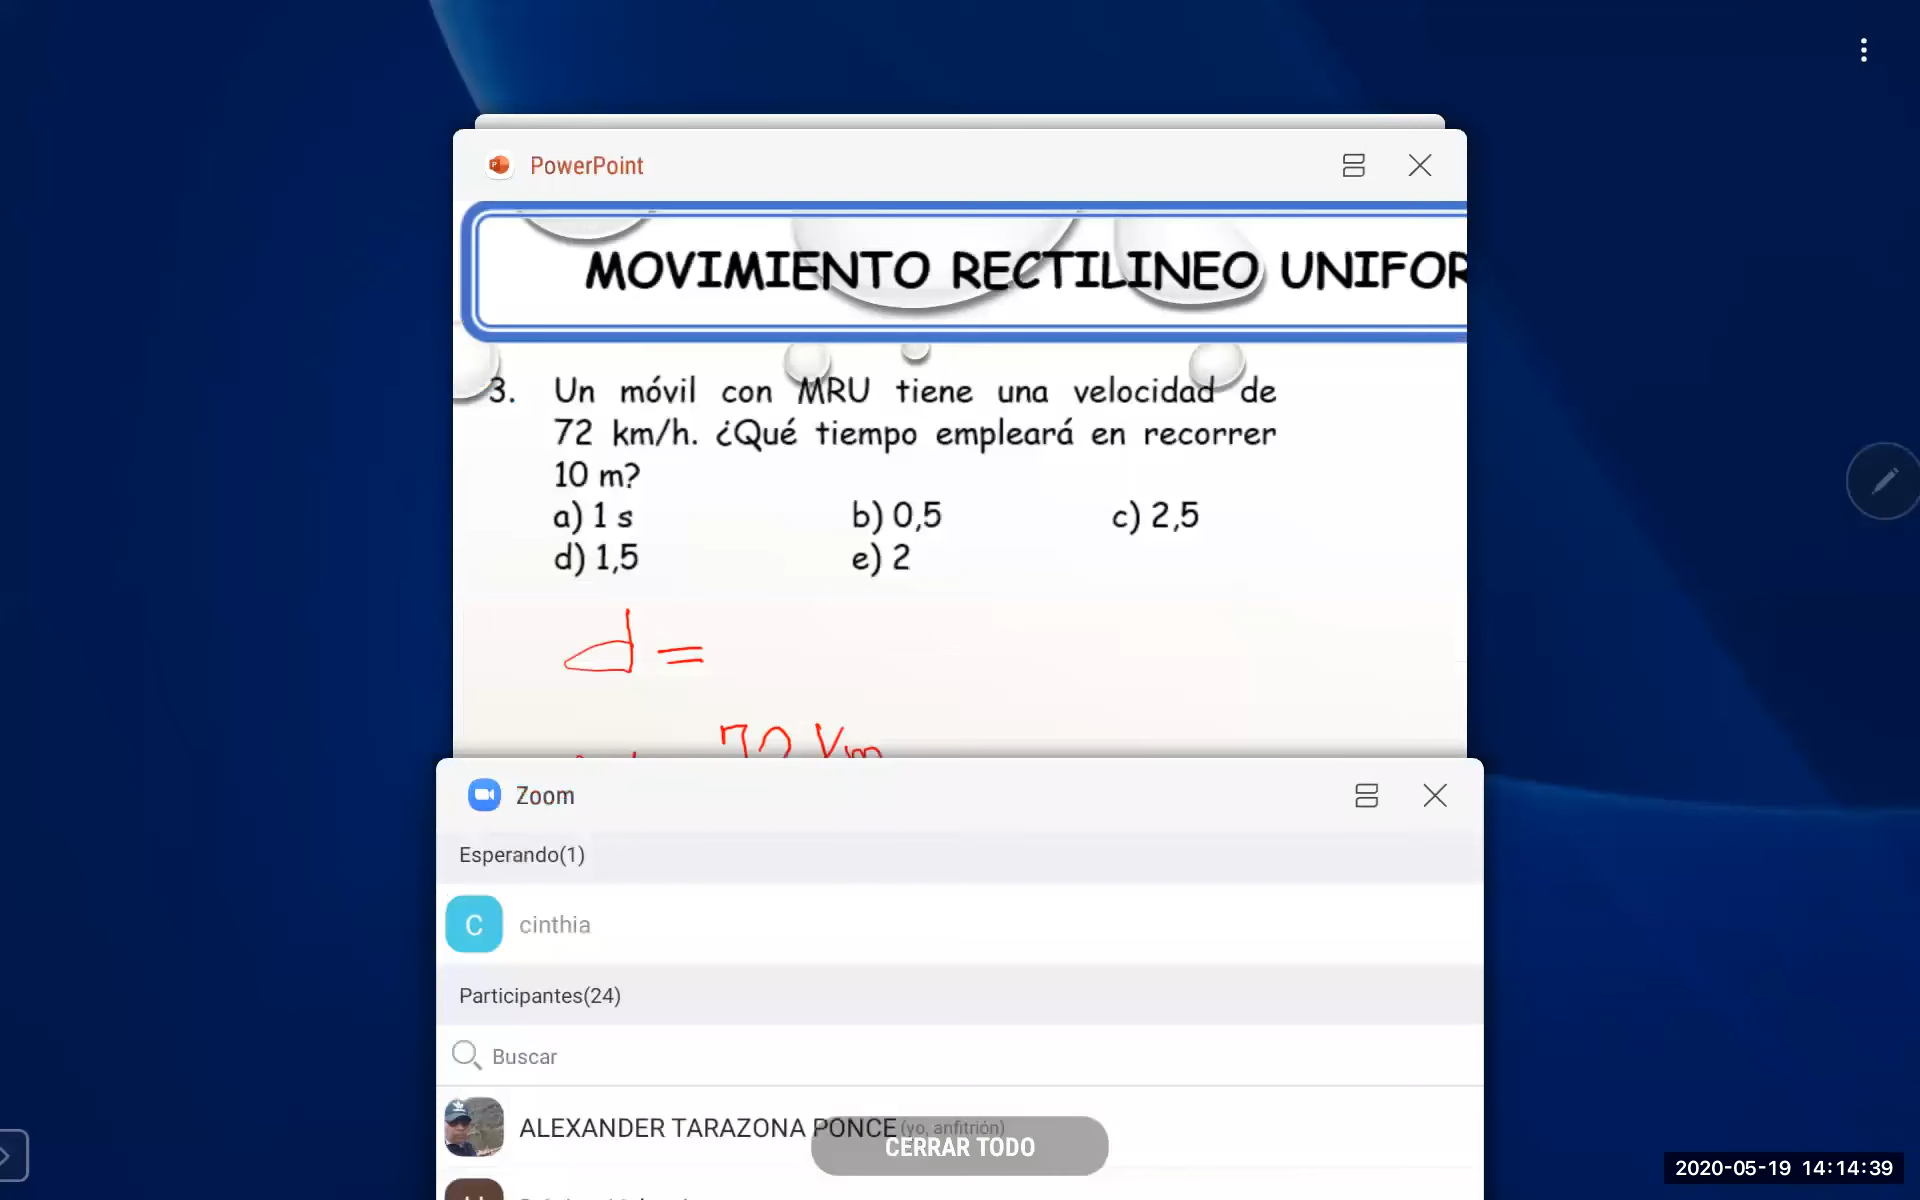 PowerPoint
MOVIMIENTO RECTILINEO UNIFOR
3. Un móvil con MRU tiene una velocidad de
72 km/h. ¿Qué tiempo empleará en recorrer
10 m?
a) 1 s b) 0,5 c) 2,5
d) 1,5 e) 2
d =
72 Km
Zoom
Esperando(1)
C cinthia
Participantes(24)
Buscar
ALEXANDER TARAZONA PONCE (yo, anfitrión)
CERRAR TODO
2020-05-19 14:14:39